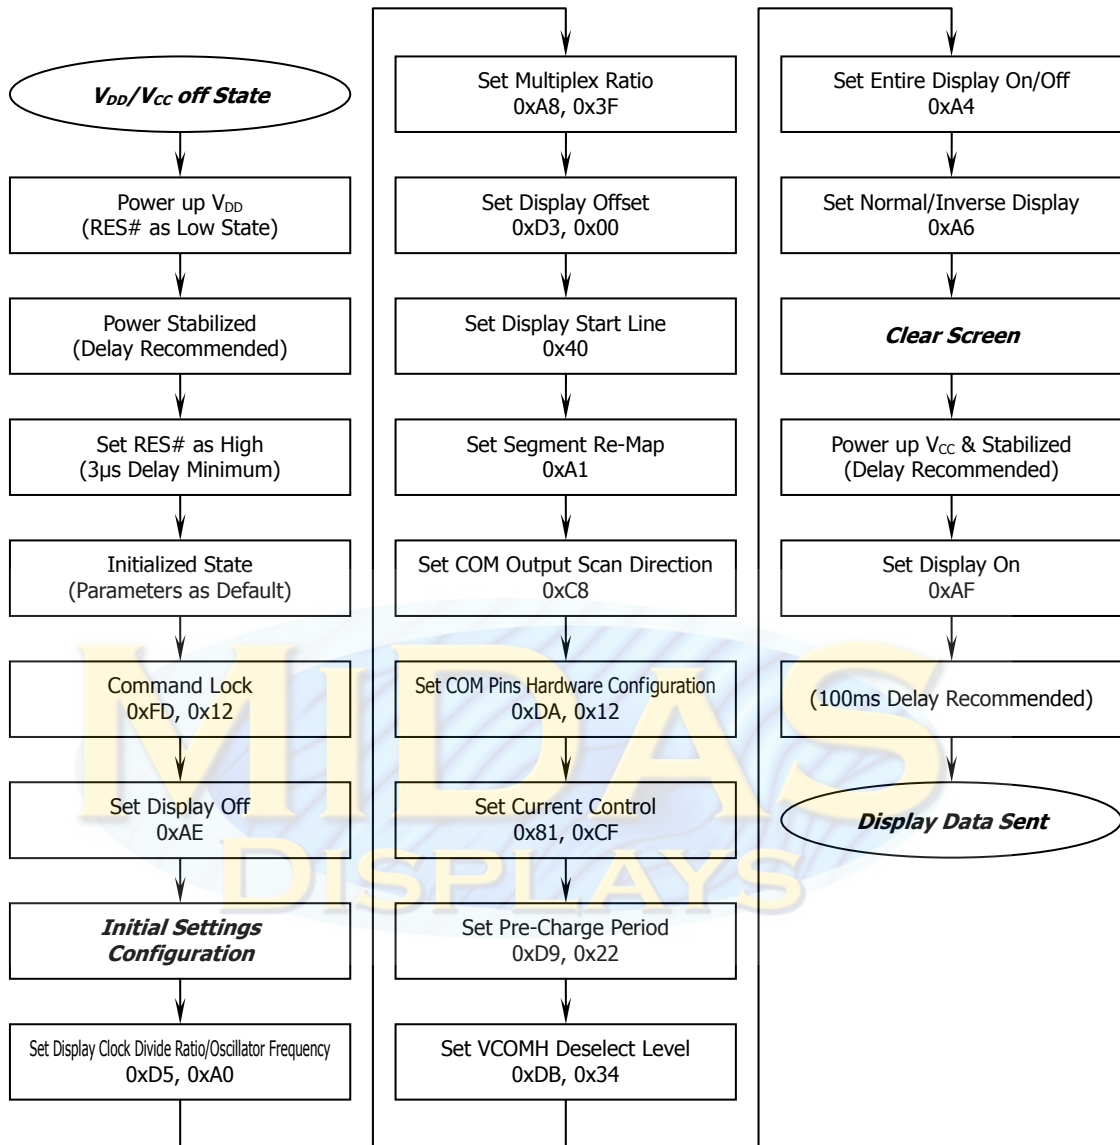 V_DD/V_CC off State
Power up V_DD
(RES# as Low State)
Power Stabilized
(Delay Recommended)
Set RES# as High
(3µs Delay Minimum)
Initialized State
(Parameters as Default)
Command Lock
0xFD, 0x12
Set Display Off
0xAE
Initial Settings
Configuration
Set Display Clock Divide Ratio/Oscillator Frequency
0xD5, 0xA0
Set Multiplex Ratio
0xA8, 0x3F
Set Display Offset
0xD3, 0x00
Set Display Start Line
0x40
Set Segment Re-Map
0xA1
Set COM Output Scan Direction
0xC8
Set COM Pins Hardware Configuration
0xDA, 0x12
Set Current Control
0x81, 0xCF
Set Pre-Charge Period
0xD9, 0x22
Set VCOMH Deselect Level
0xDB, 0x34
Set Entire Display On/Off
0xA4
Set Normal/Inverse Display
0xA6
Clear Screen
Power up V_CC & Stabilized
(Delay Recommended)
Set Display On
0xAF
(100ms Delay Recommended)
Display Data Sent
MIDAS
DISPLAYS